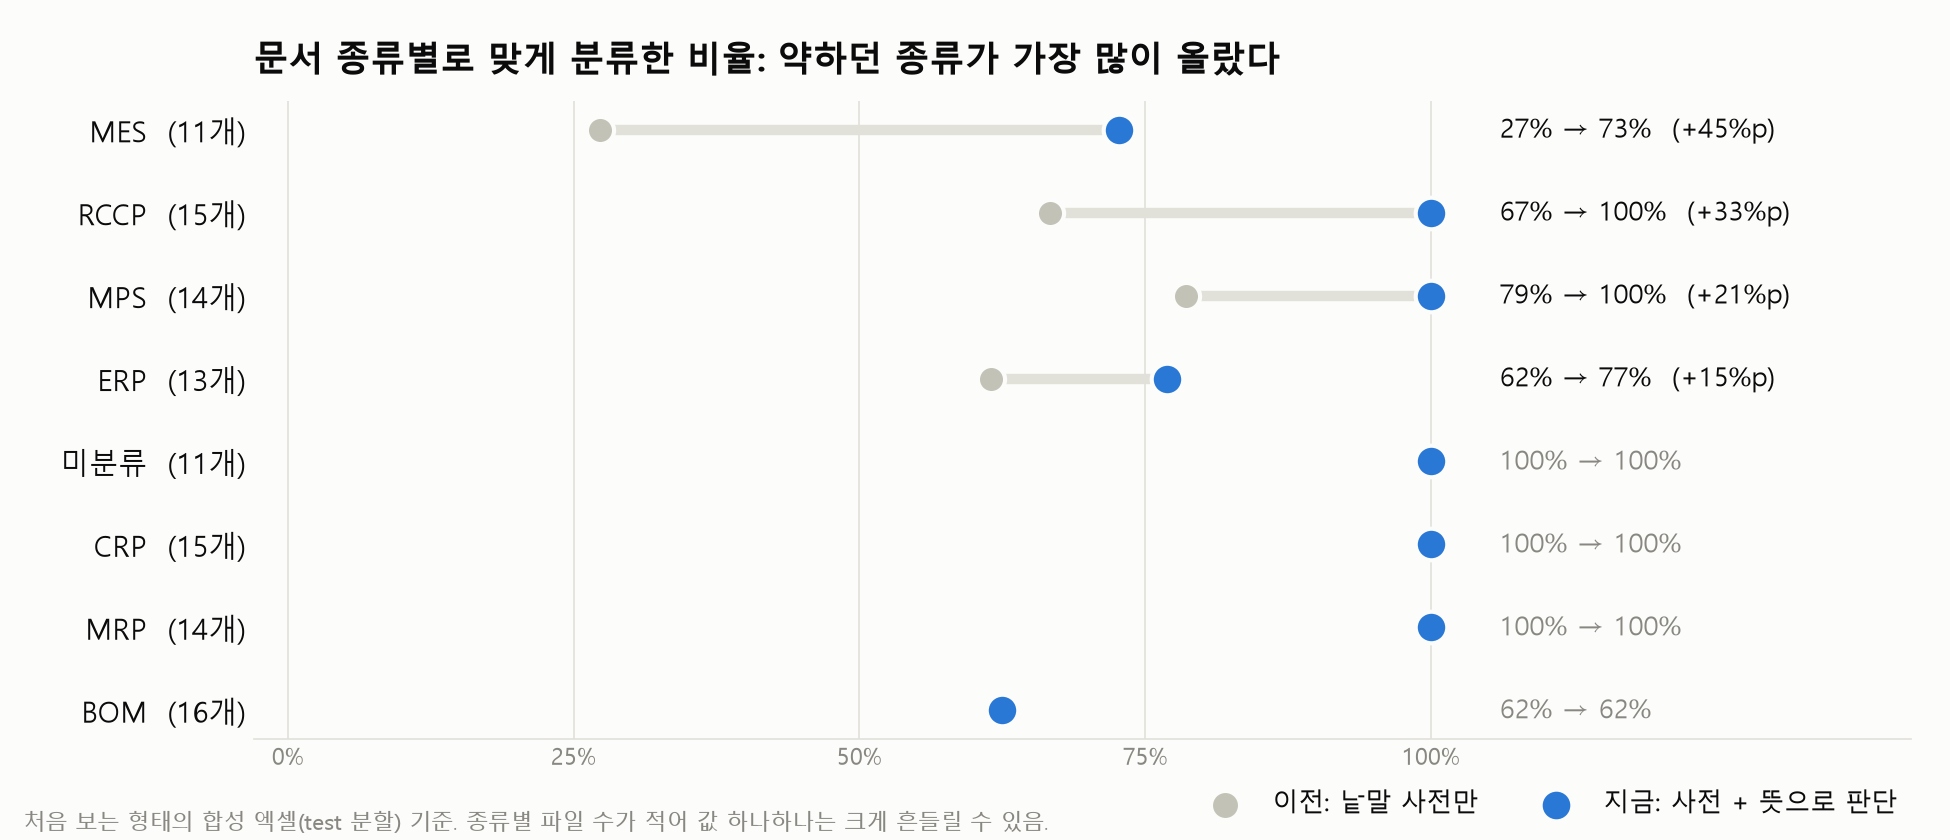 문서 종류별로 맞게 분류한 비율: 약하던 종류가 가장 많이 올랐다
MES (11개) 27% → 73% (+45%p)
RCCP (15개) 67% → 100% (+33%p)
MPS (14개) 79% → 100% (+21%p)
ERP (13개) 62% → 77% (+15%p)
미분류 (11개) 100% → 100%
CRP (15개) 100% → 100%
MRP (14개) 100% → 100%
BOM (16개) 62% → 62%
0% 25% 50% 75% 100%
이전: 낱말 사전만 지금: 사전 + 뜻으로 판단
처음 보는 형태의 합성 엑셀(test 분할) 기준. 종류별 파일 수가 적어 값 하나하나는 크게 흔들릴 수 있음.